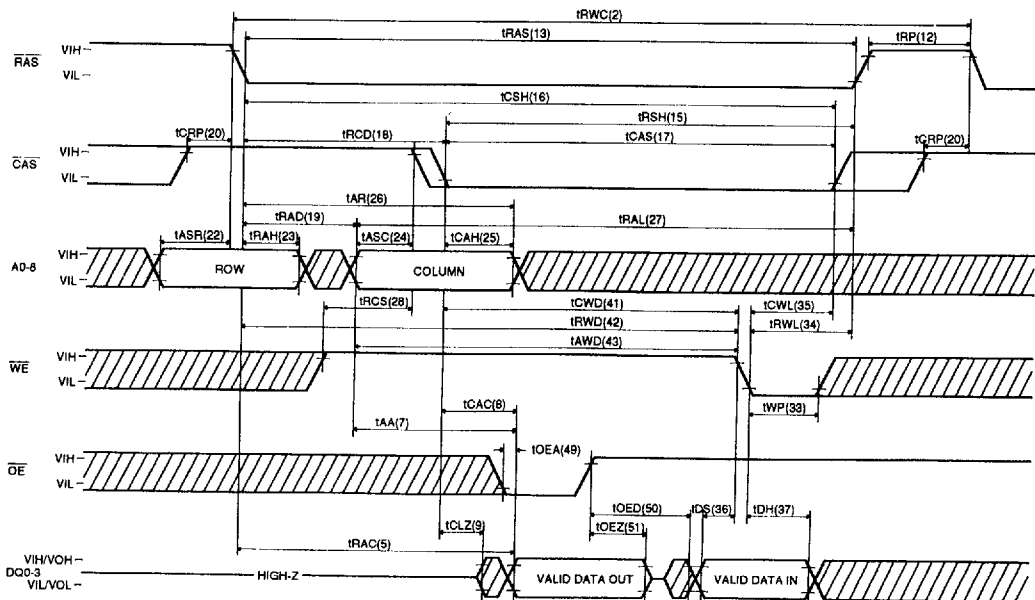 tRWC(2)
tRAS(13)
tRP(12)
RAS
VIH
VIL
tCSH(16)
tRSH(15)
tCRP(20)
tRCD(18)
tCAS(17)
tCRP(20)
CAS
VIH
VIL
tAR(26)
tRAD(19)
tRAL(27)
tASR(22)
tRAH(23)
tASC(24)
tCAH(25)
A0-8
VIH
VIL
ROW
COLUMN
tRCS(28)
tCWD(41)
tCWL(35)
tRWD(42)
tRWL(34)
tAWD(43)
WE
VIH
VIL
tCAC(8)
tWP(33)
tAA(7)
tOEA(49)
OE
VIH
VIL
tOED(50)
tDS(36)
tDH(37)
tCLZ(9)
tOEZ(51)
tRAC(5)
VIH/VOH
DQ0-3
VIL/VOL
HIGH-Z
VALID DATA OUT
VALID DATA IN